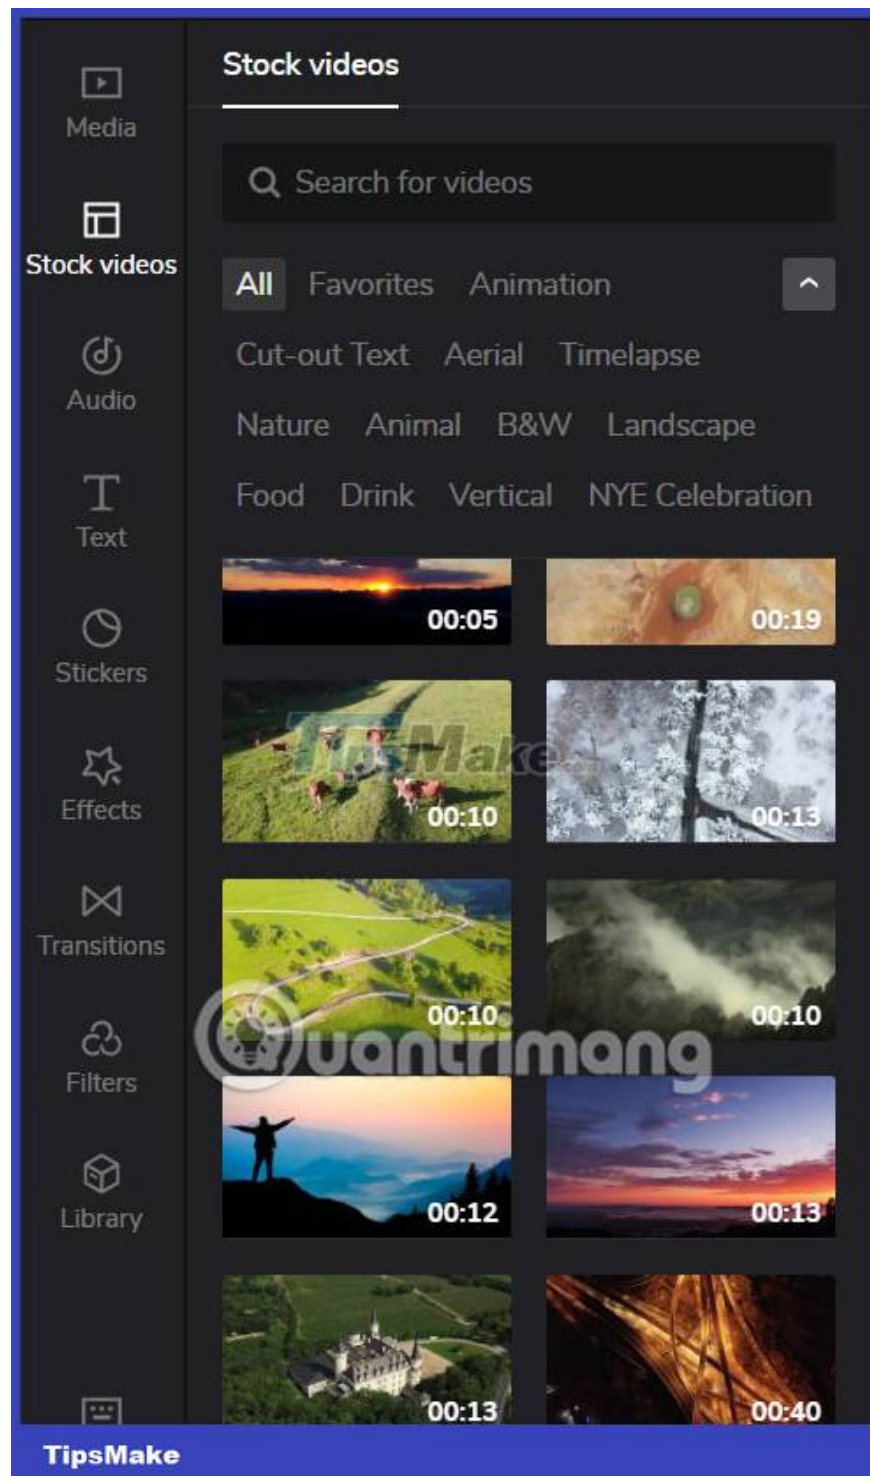 Stock videos
Media
Search for videos
Stock videos
All Favorites Animation
Cut-out Text Aerial Timelapse
Audio
Nature Animal B&W Landscape
Text
Food Drink Vertical NYE Celebration
00:05 00:19
Stickers
TipsMake
Effects
00:10 00:13
Transitions
00:10 00:10
Quantrimang
Filters
Library
00:12 00:13
00:13 00:40
TipsMake